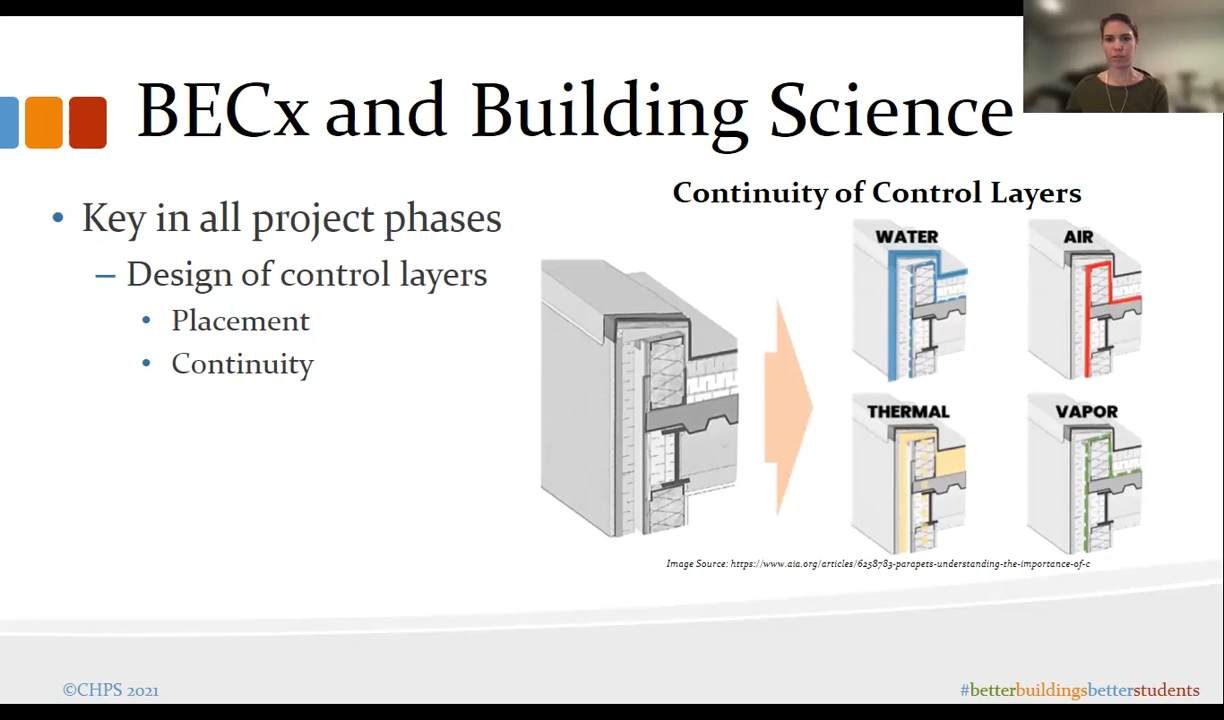 BECx and Building Science
• Key in all project phases
– Design of control layers
• Placement
• Continuity
Continuity of Control Layers
WATER
AIR
THERMAL
VAPOR
Image Source: https://www.aia.org/articles/6258783-parapets-understanding-the-importance-of-c
©CHPS 2021
#betterbuildingsbetterstudents